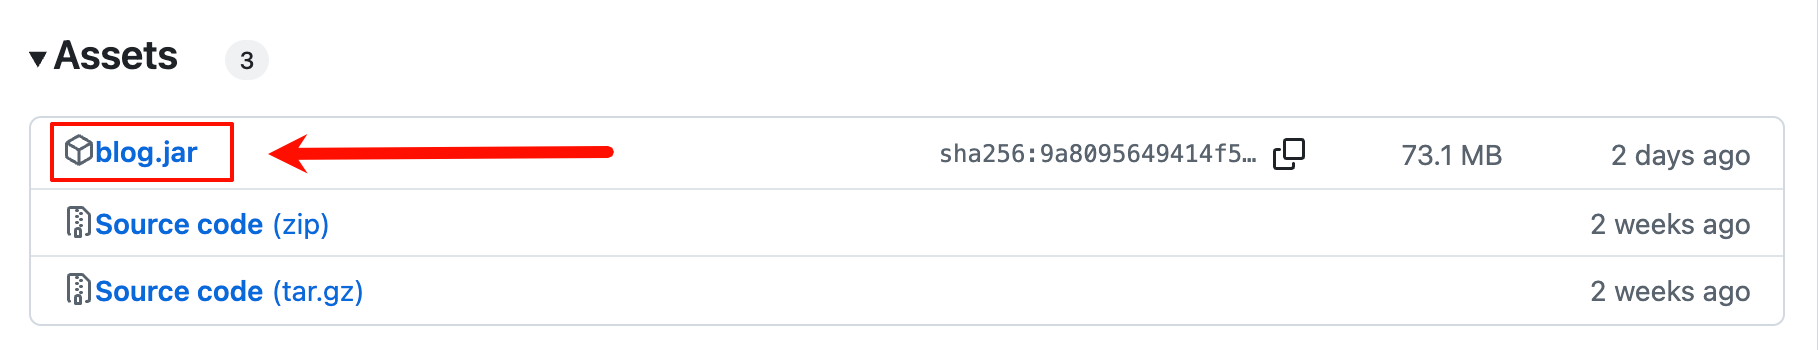 Assets 3
blog.jar sha256:9a8095649414f5… 73.1 MB 2 days ago
Source code (zip) 2 weeks ago
Source code (tar.gz) 2 weeks ago